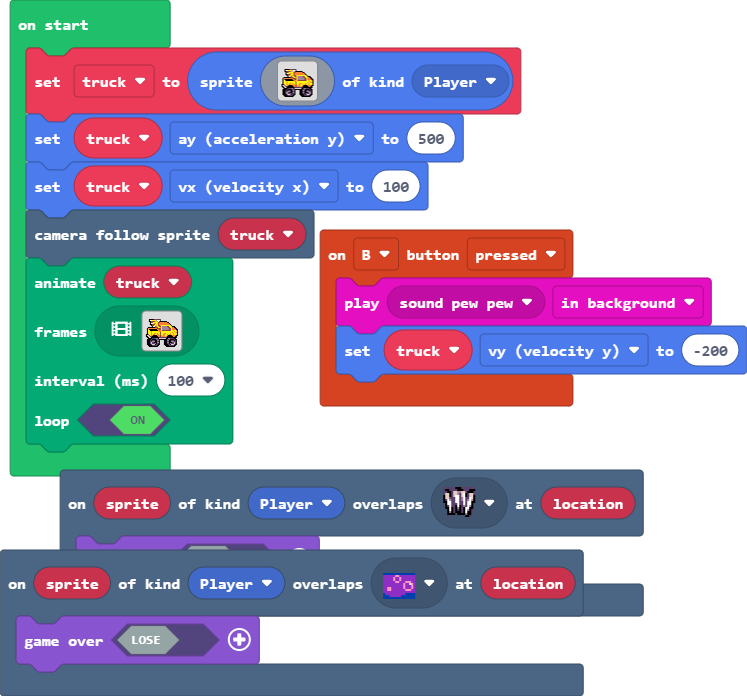 on start
set truck to sprite of kind Player
set truck ay (acceleration y) to 500
set truck vx (velocity x) to 100
camera follow sprite truck
animate truck
frames
interval (ms) 100
loop ON
on B button pressed
play sound pew pew in background
set truck vy (velocity y) to -200
on sprite of kind Player overlaps at location
on sprite of kind Player overlaps at location
game over LOSE